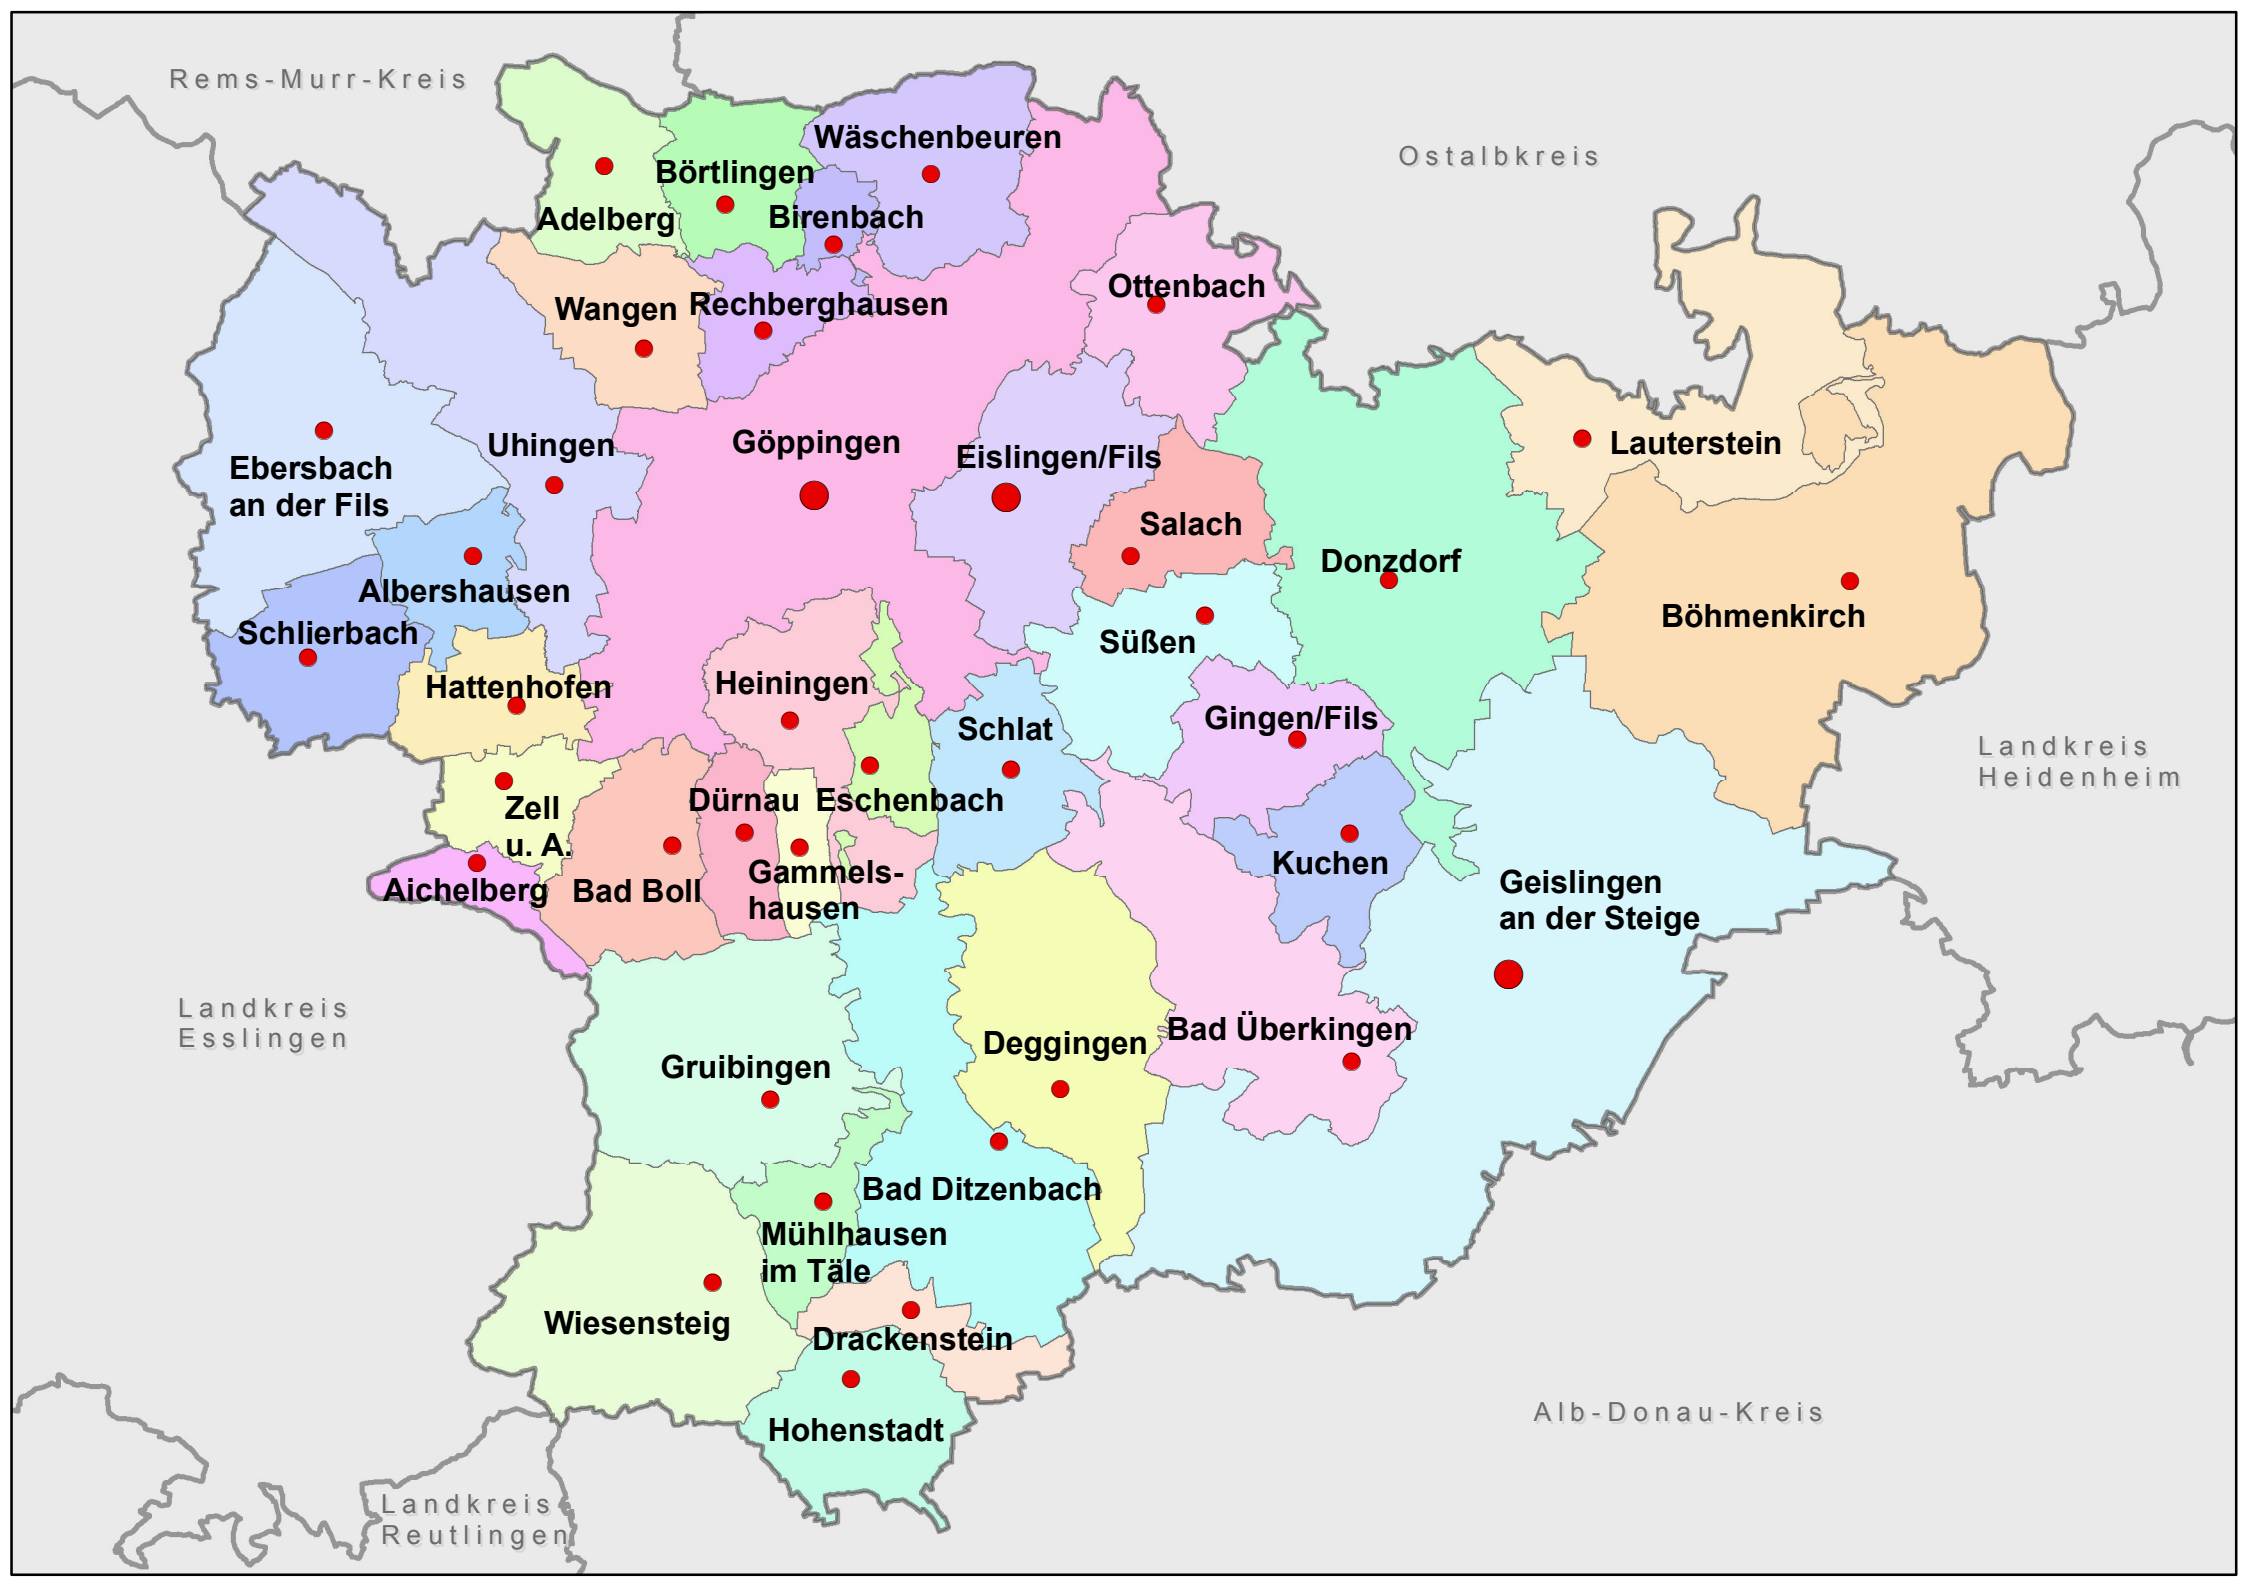 Rems-Murr-Kreis
Wäschenbeuren
Ostalbkreis
Börtlingen
Adelberg
Birenbach
Ottenbach
Wangen
Rechberghausen
Uhingen
Göppingen
Eislingen/Fils
Lauterstein
Ebersbach
an der Fils
Salach
Donzdorf
Albershausen
Böhmenkirch
Schlierbach
Süßen
Hattenhofen
Heiningen
Gingen/Fils
Schlat
Landkreis
Heidenheim
Zell
u. A.
Dürnau
Eschenbach
Kuchen
Aichelberg
Bad Boll
Gammels-
hausen
Geislingen
an der Steige
Landkreis
Esslingen
Deggingen
Bad Überkingen
Gruibingen
Bad Ditzenbach
Mühlhausen
im Täle
Wiesensteig
Drackenstein
Hohenstadt
Alb-Donau-Kreis
Landkreis
Reutlingen